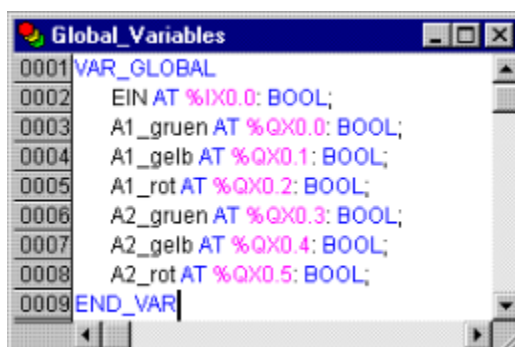 Global_Variables
0001 VAR_GLOBAL
0002 EIN AT %IX0.0: BOOL;
0003 A1_gruen AT %QX0.0: BOOL;
0004 A1_gelb AT %QX0.1: BOOL;
0005 A1_rot AT %QX0.2: BOOL;
0006 A2_gruen AT %QX0.3: BOOL;
0007 A2_gelb AT %QX0.4: BOOL;
0008 A2_rot AT %QX0.5: BOOL;
0009 END_VAR